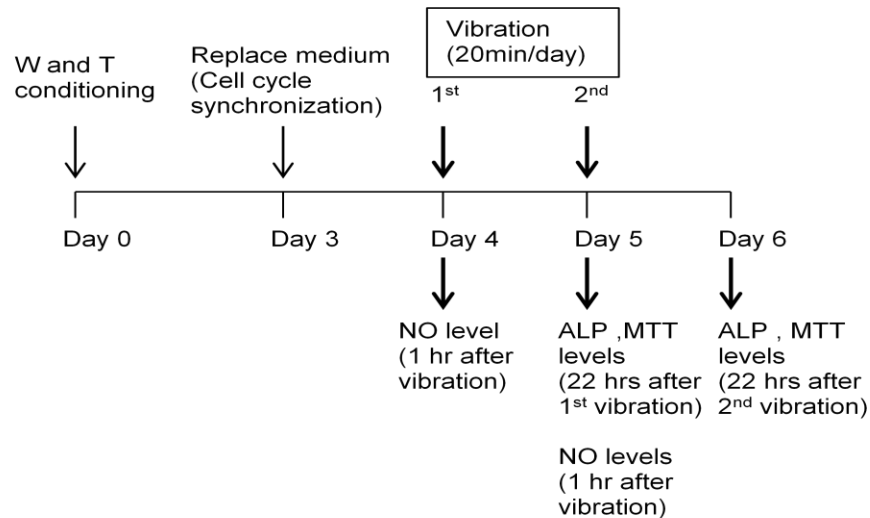 W and T
conditioning
Replace medium
(Cell cycle
synchronization)
Vibration
(20min/day)
1st
2nd
Day 0
Day 3
Day 4
Day 5
Day 6
NO level
(1 hr after
vibration)
ALP ,MTT
levels
(22 hrs after
1st vibration)
NO levels
(1 hr after
vibration)
ALP , MTT
levels
(22 hrs after
2nd vibration)